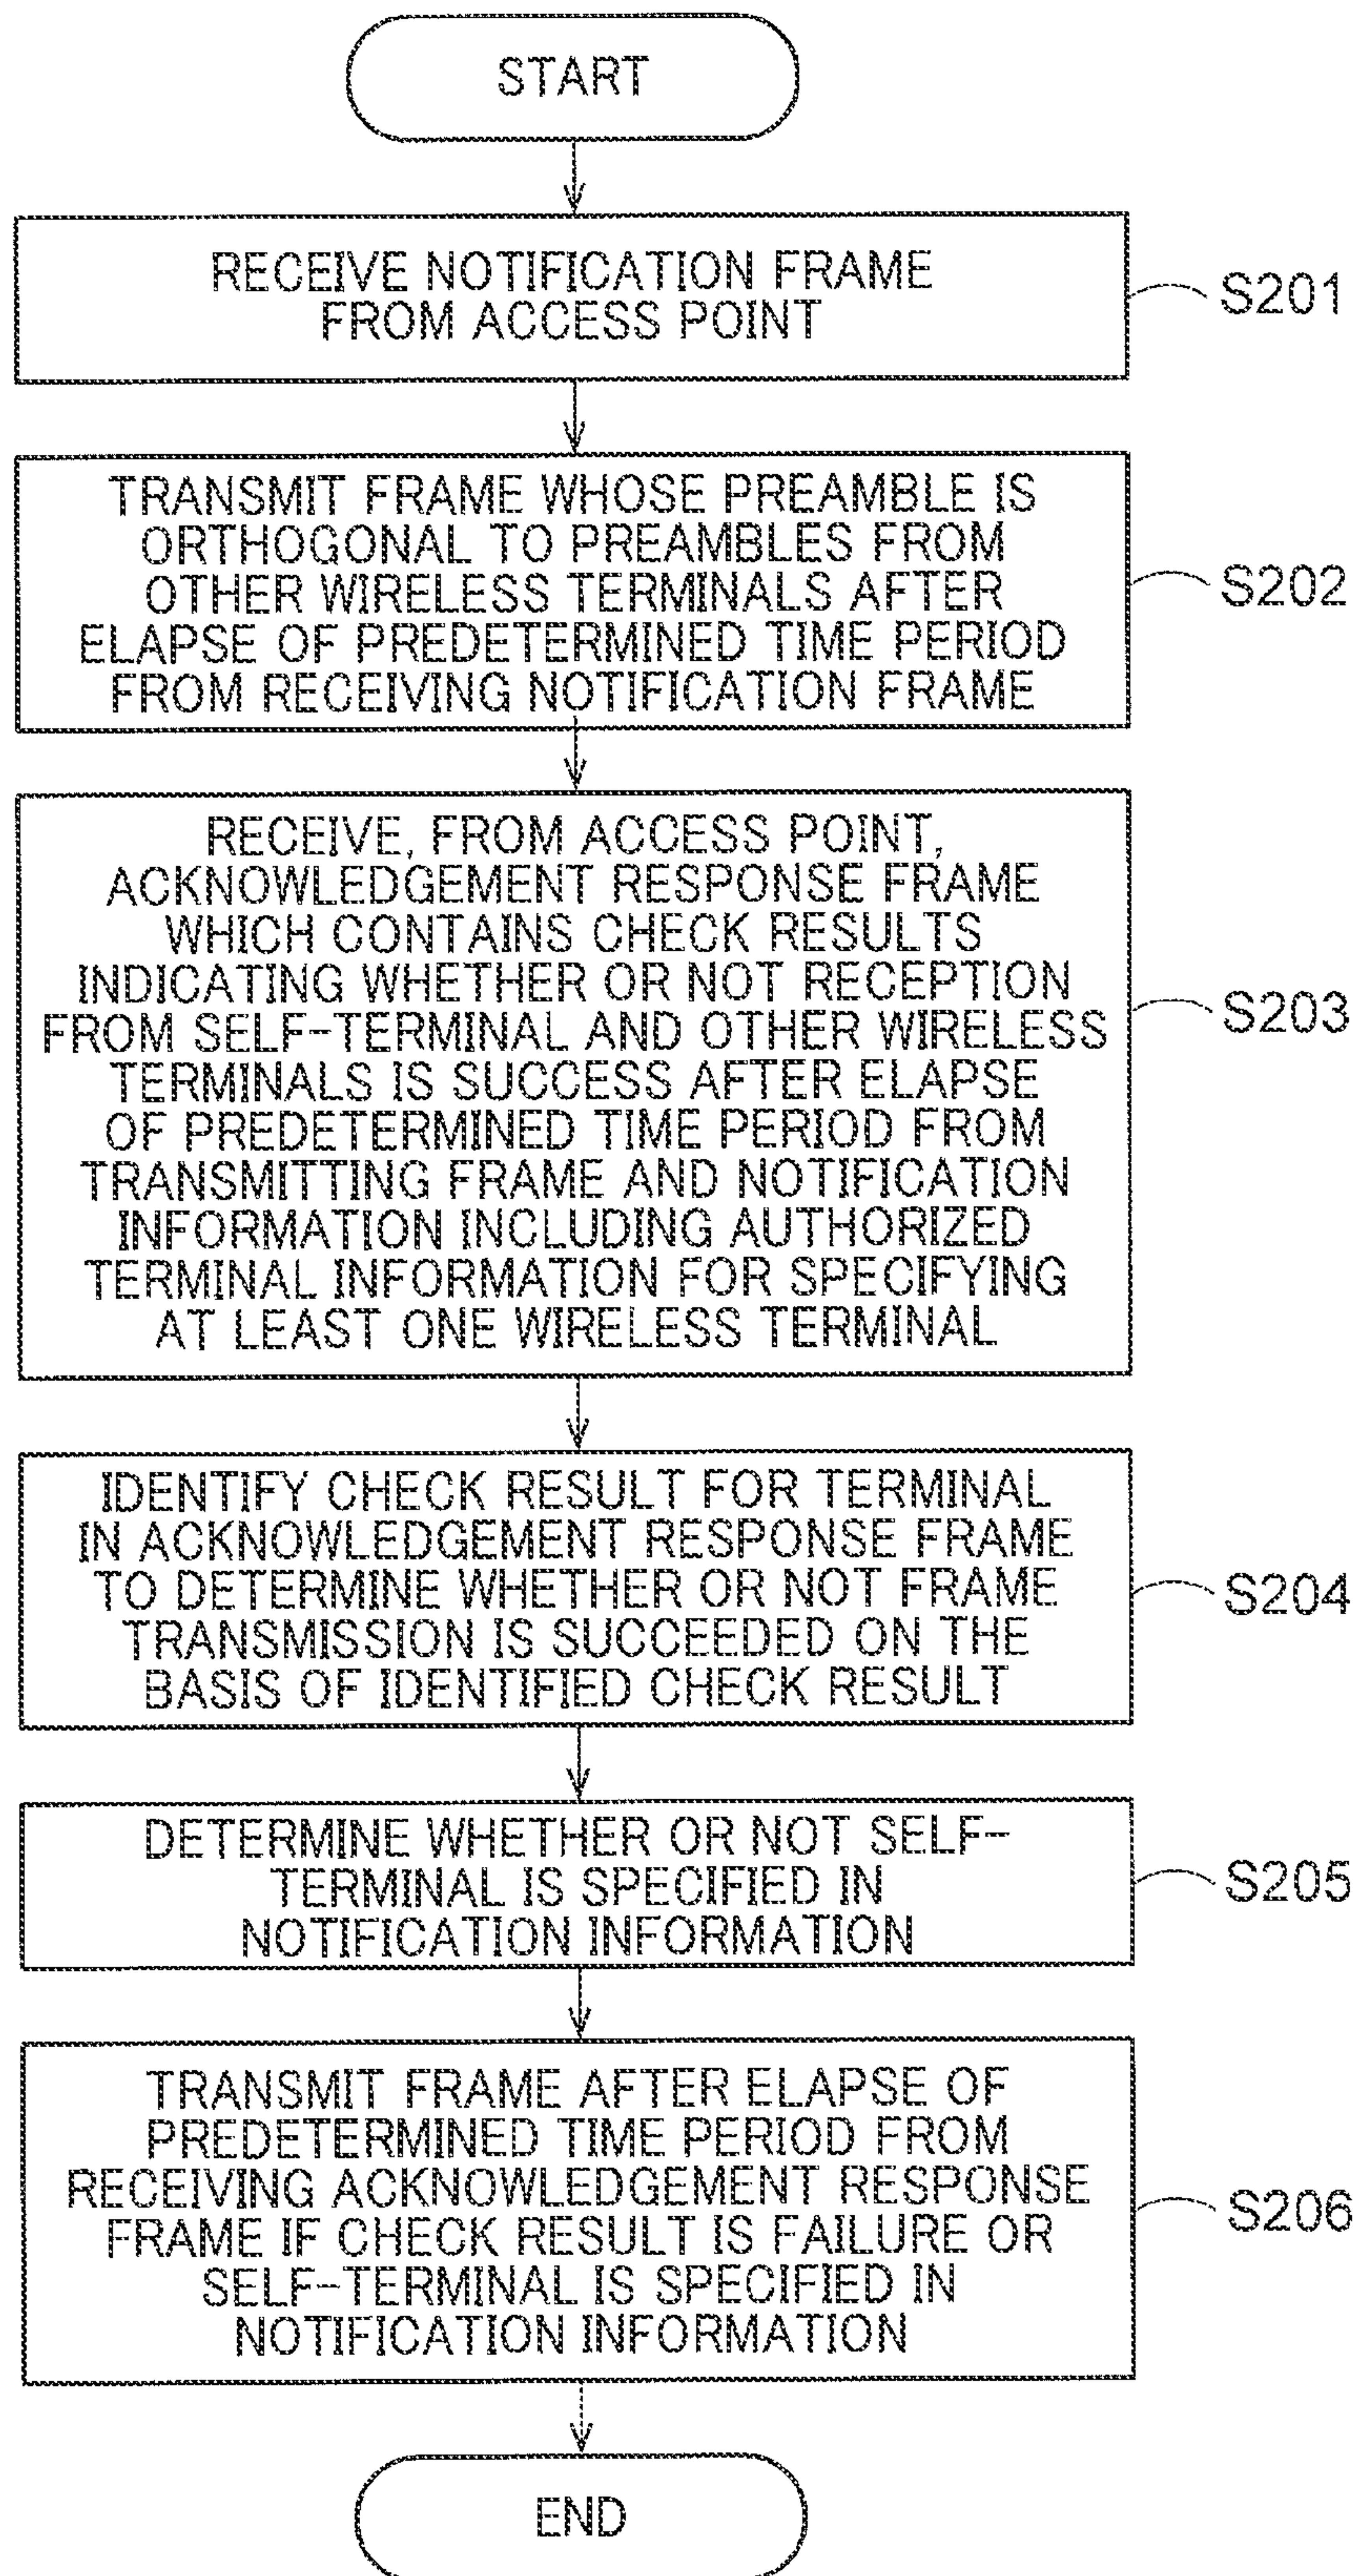 START
RECEIVE NOTIFICATION FRAME
FROM ACCESS POINT
S201
TRANSMIT FRAME WHOSE PREAMBLE IS
ORTHOGONAL TO PREAMBLES FROM
OTHER WIRELESS TERMINALS AFTER
ELAPSE OF PREDETERMINED TIME PERIOD
FROM RECEIVING NOTIFICATION FRAME
S202
RECEIVE, FROM ACCESS POINT,
ACKNOWLEDGEMENT RESPONSE FRAME
WHICH CONTAINS CHECK RESULTS
INDICATING WHETHER OR NOT RECEPTION
FROM SELF-TERMINAL AND OTHER WIRELESS
TERMINALS IS SUCCESS AFTER ELAPSE
OF PREDETERMINED TIME PERIOD FROM
TRANSMITTING FRAME AND NOTIFICATION
INFORMATION INCLUDING AUTHORIZED
TERMINAL INFORMATION FOR SPECIFYING
AT LEAST ONE WIRELESS TERMINAL
S203
IDENTIFY CHECK RESULT FOR TERMINAL
IN ACKNOWLEDGEMENT RESPONSE FRAME
TO DETERMINE WHETHER OR NOT FRAME
TRANSMISSION IS SUCCEEDED ON THE
BASIS OF IDENTIFIED CHECK RESULT
S204
DETERMINE WHETHER OR NOT SELF-
TERMINAL IS SPECIFIED IN
NOTIFICATION INFORMATION
S205
TRANSMIT FRAME AFTER ELAPSE OF
PREDETERMINED TIME PERIOD FROM
RECEIVING ACKNOWLEDGEMENT RESPONSE
FRAME IF CHECK RESULT IS FAILURE OR
SELF-TERMINAL IS SPECIFIED IN
NOTIFICATION INFORMATION
S206
END